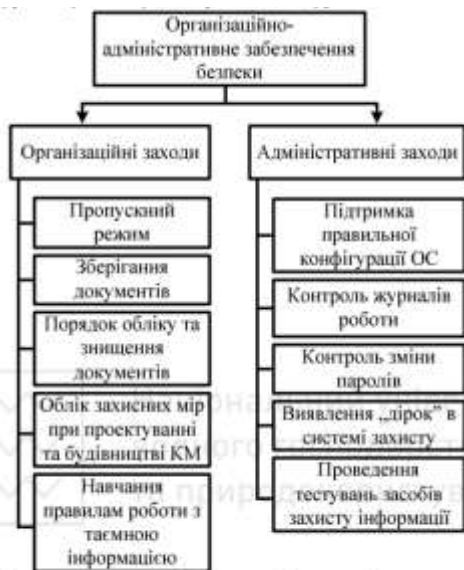 Організаційно-
адміністративне забезпечення
безпеки
Організаційні заходи
Пропускний
режим
Зберігання
документів
Порядок обліку та
знищення
документів
Облік захисних мір
при проектуванні
та будівництві КМ
Навчання
правилам роботи з
таємною
інформацією
Адміністративні заходи
Підтримка
правильної
конфігурації ОС
Контроль журналів
роботи
Контроль зміни
паролів
Виявлення „дірок” в
системі захисту
Проведення
тестувань засобів
захисту інформації